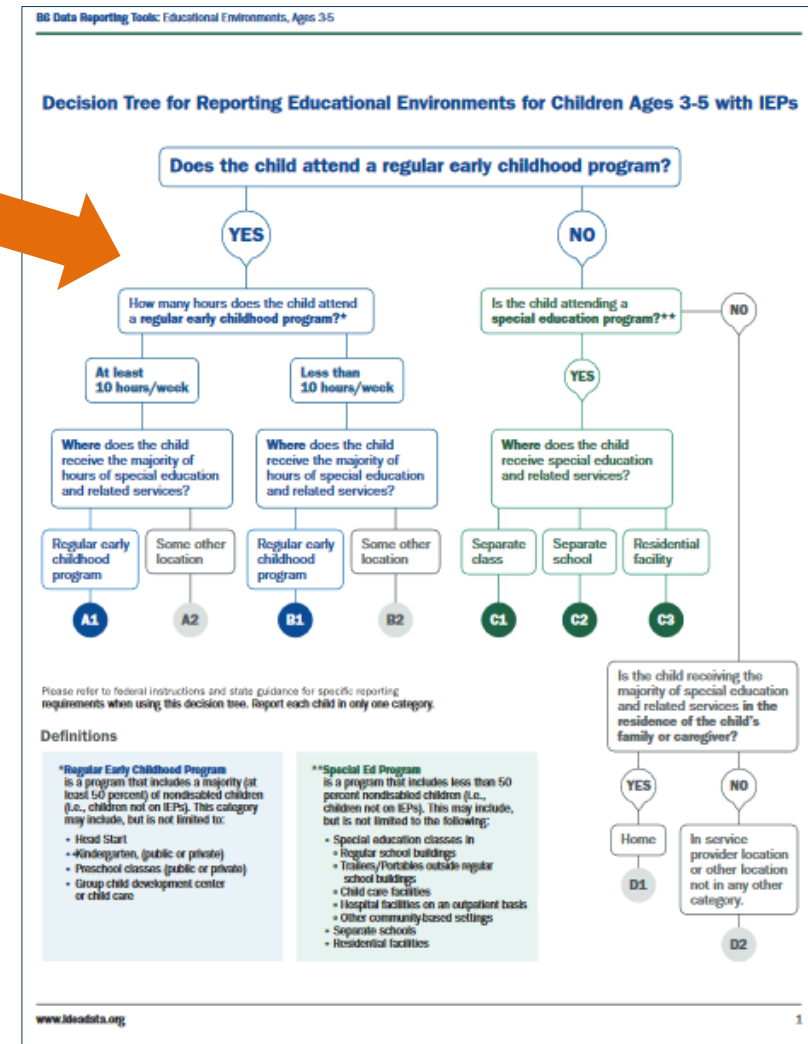 B6 Data Reporting Tools: Educational Environments, Ages 3-5
Decision Tree for Reporting Educational Environments for Children Ages 3-5 with IEPs
Does the child attend a regular early childhood program?
YES
NO
How many hours does the child attend
a regular early childhood program?*
Is the child attending a
special education program?**
NO
At least
10 hours/week
Less than
10 hours/week
YES
Where does the child
receive the majority of
hours of special education
and related services?
Where does the child
receive the majority of
hours of special education
and related services?
Where does the child
receive special education
and related services?
Regular early
childhood
program
Some other
location
Regular early
childhood
program
Some other
location
Separate
class
Separate
school
Residential
facility
A1
A2
B1
B2
C1
C2
C3
Is the child receiving the
majority of special education
and related services in the
residence of the child's
family or caregiver?
YES
NO
Home
In service
provider location
or other location
not in any other
category.
D1
D2
Please refer to federal instructions and state guidance for specific reporting
requirements when using this decision tree. Report each child in only one category.
Definitions
*Regular Early Childhood Program
is a program that includes a majority (at
least 50 percent) of nondisabled children
(i.e., children not on IEPs). This category
may include, but is not limited to:
• Head Start
• Kindergarten, (public or private)
• Preschool classes (public or private)
• Group child development center
or child care
**Special Ed Program
is a program that includes less than 50
percent nondisabled children (i.e.,
children not on IEPs). This may include,
but is not limited to the following:
• Special education classes in
• Regular school buildings
• Trailers/Portables outside regular
school buildings
• Child care facilities
• Hospital facilities on an outpatient basis
• Other community-based settings
• Separate schools
• Residential facilities
www.ideadata.org
1